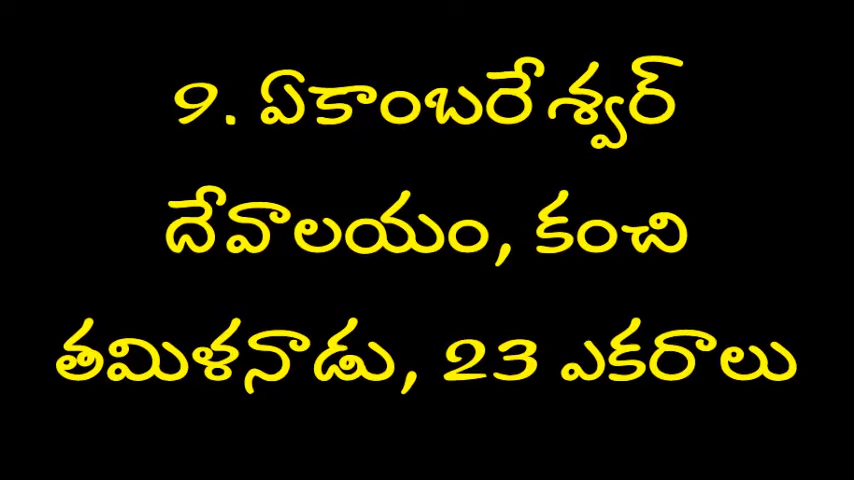 9. ఏకాంబరేశ్వర్
దేవాలయం, కంచి
తమిళనాడు, 23 ఎకరాలు